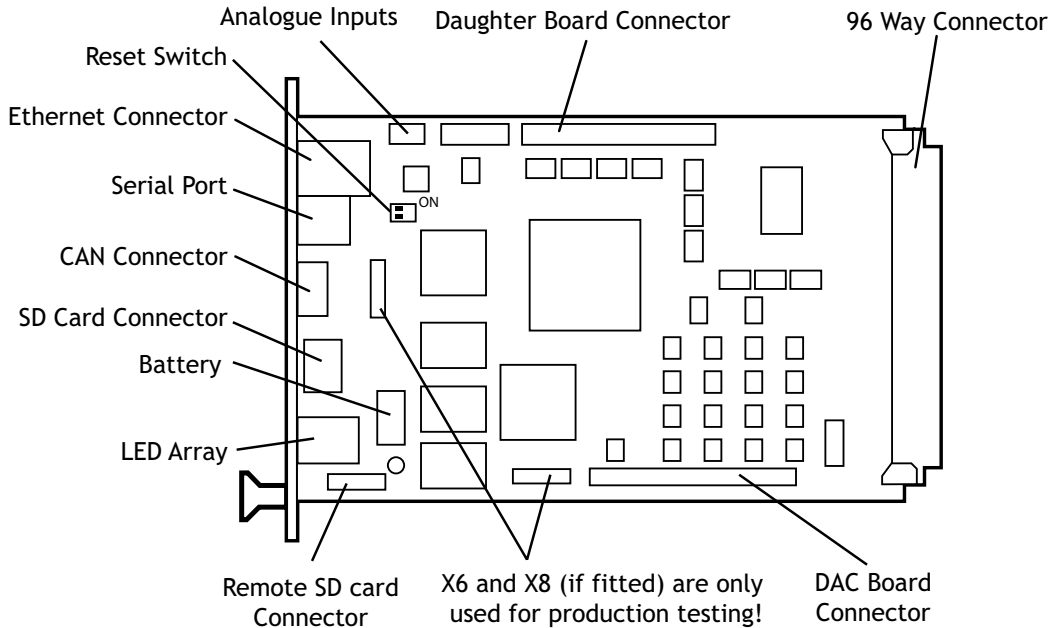 Analogue Inputs
Daughter Board Connector
96 Way Connector
Reset Switch
Ethernet Connector
Serial Port
ON
CAN Connector
SD Card Connector
Battery
LED Array
Remote SD card
Connector
X6 and X8 (if fitted) are only
used for production testing!
DAC Board
Connector